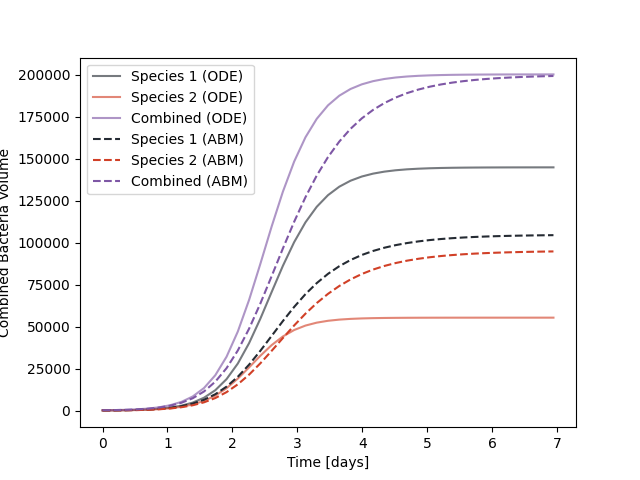 Species 1 (ODE)
Species 2 (ODE)
Combined (ODE)
Species 1 (ABM)
Species 2 (ABM)
Combined (ABM)
200000
175000
150000
125000
100000
75000
50000
25000
0
Combined Bacteria Volume
0 1 2 3 4 5 6 7
Time [days]